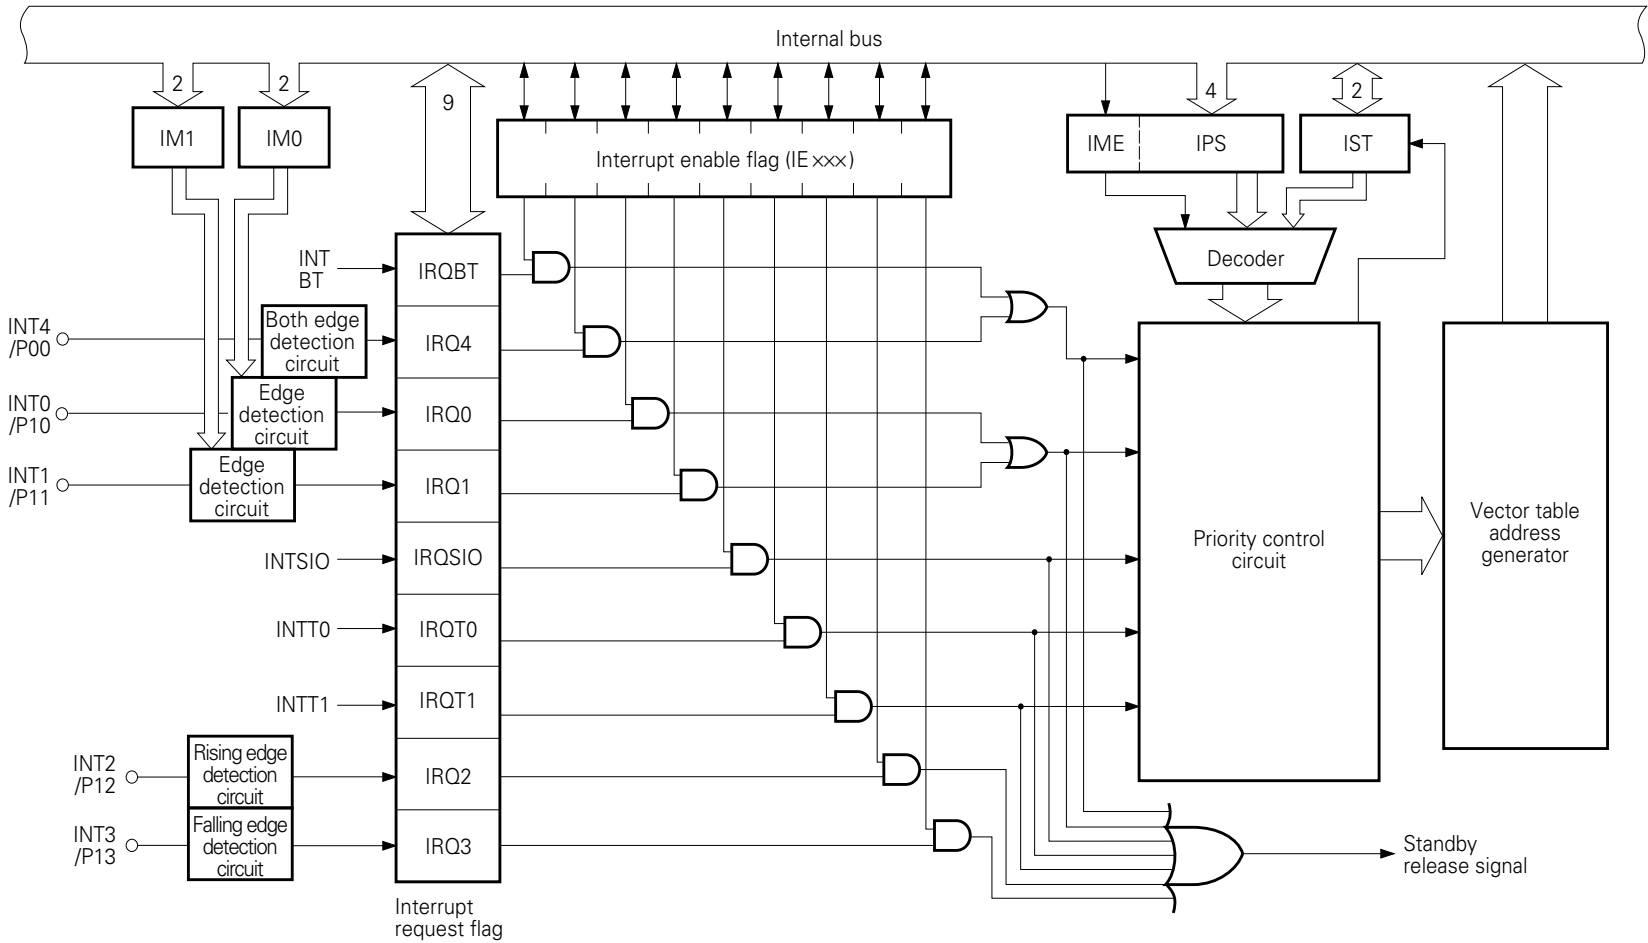 Internal bus
2
2
9
4
2
IM1
IM0
Interrupt enable flag (IE×××)
IME
IPS
IST
Decoder
INT
BT
IRQBT
INT4
/P00
Both edge
detection
circuit
IRQ4
INT0
/P10
Edge
detection
circuit
IRQ0
INT1
/P11
Edge
detection
circuit
IRQ1
INTSIO
IRQSIO
INTT0
IRQT0
INTT1
IRQT1
INT2
/P12
Rising edge
detection
circuit
IRQ2
INT3
/P13
Falling edge
detection
circuit
IRQ3
Interrupt
request flag
Priority control
circuit
Vector table
address
generator
Standby
release signal